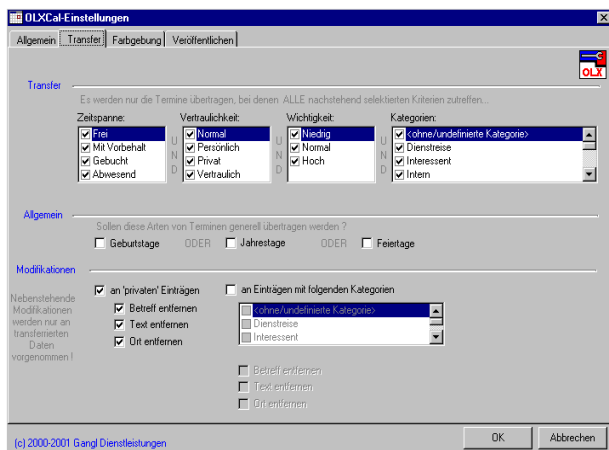 OLXCal-Einstellungen
Allgemein Transfer Farbgebung Veröffentlichen
OLX
Transfer
Es werden nur die Termine übertragen, bei denen ALLE nachstehend selektierten Kriterien zutreffen...
Zeitspanne: Vertraulichkeit: Wichtigkeit: Kategorien:
Frei Normal Niedrig <ohne/undefinierte Kategorie>
Mit Vorbehalt Persönlich Normal Dienstreise
Gebucht Privat Hoch Interessent
Abwesend Vertraulich Intern
UND UND UND
Allgemein
Sollen diese Arten von Terminen generell übertragen werden ?
Geburtstage ODER Jahrestage ODER Feiertage
Modifikationen
Nebenstehende
Modifikationen
werden nur an
transferierten
Daten
vorgenommen !
an 'privaten' Einträgen
Betreff entfernen
Text entfernen
Ort entfernen
an Einträgen mit folgenden Kategorien
<ohne/undefinierte Kategorie>
Dienstreise
Interessent
Betreff entfernen
Text entfernen
Ort entfernen
(c) 2000-2001 Gangl Dienstleistungen
OK Abbrechen